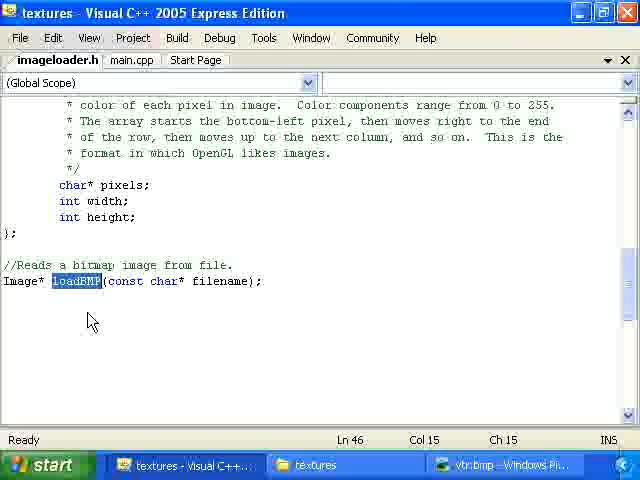 textures - Visual C++ 2005 Express Edition
File Edit View Project Build Debug Tools Window Community Help
imageloader.h main.cpp Start Page
(Global Scope)
* color of each pixel in image. Color components range from 0 to 255.
* The array starts the bottom-left pixel, then moves right to the end
* of the row, then moves up to the next column, and so on. This is the
* format in which OpenGL likes images.
*/
char* pixels;
int width;
int height;
};
//Reads a bitmap image from file.
Image* loadBMP(const char* filename);
Ready Ln 46 Col 15 Ch 15 INS
start textures - Visual C++... textures vtr.bmp - Windows Pi...